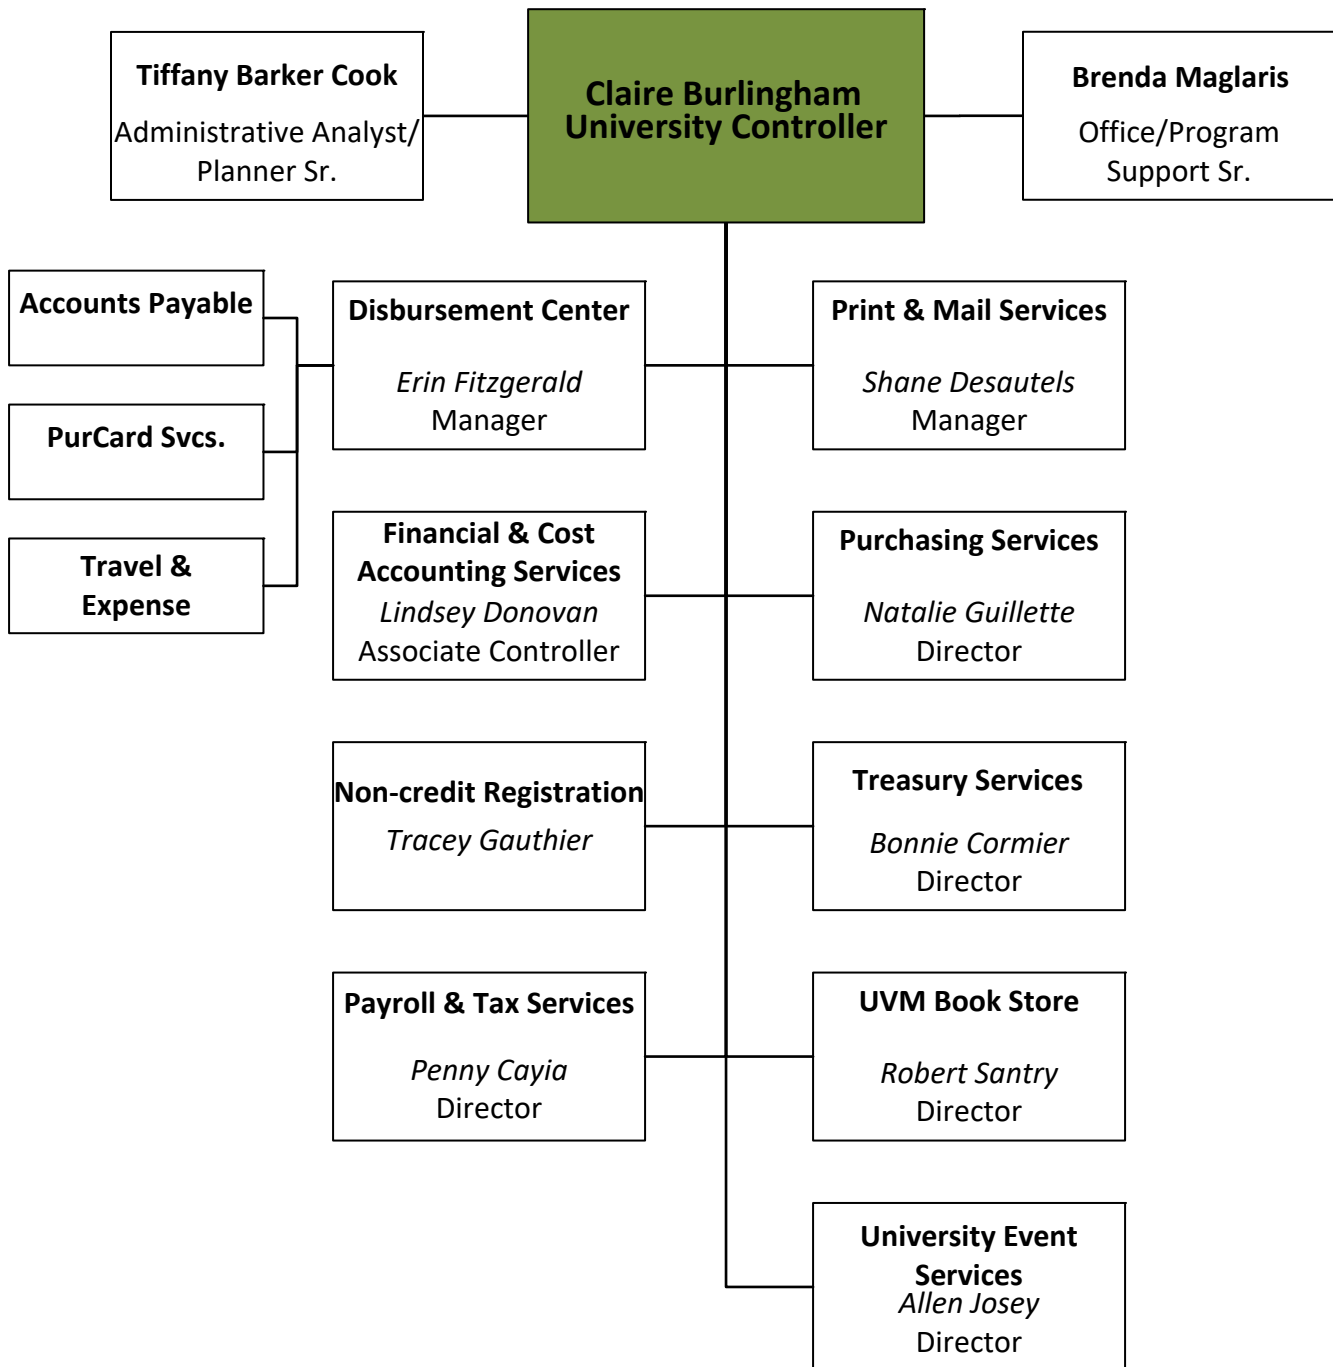 Tiffany Barker Cook
Administrative Analyst/
Planner Sr.
Claire Burlingham
University Controller
Brenda Maglaris
Office/Program
Support Sr.
Accounts Payable
PurCard Svcs.
Travel &
Expense
Disbursement Center
Erin Fitzgerald
Manager
Print & Mail Services
Shane Desautels
Manager
Financial & Cost
Accounting Services
Lindsey Donovan
Associate Controller
Purchasing Services
Natalie Guillette
Director
Non-credit Registration
Tracey Gauthier
Treasury Services
Bonnie Cormier
Director
Payroll & Tax Services
Penny Cayia
Director
UVM Book Store
Robert Santry
Director
University Event
Services
Allen Josey
Director